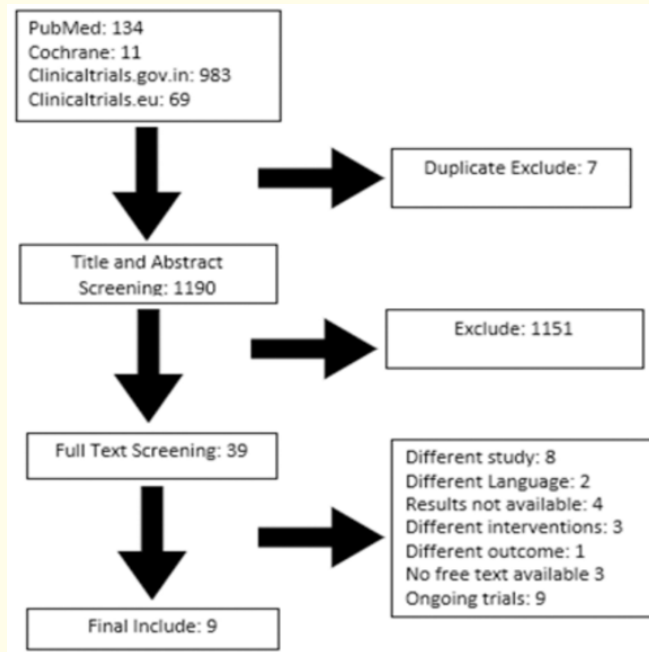 PubMed: 134
Cochrane: 11
Clinicaltrials.gov.in: 983
Clinicaltrials.eu: 69
Duplicate Exclude: 7
Title and Abstract
Screening: 1190
Exclude: 1151
Full Text Screening: 39
Different study: 8
Different Language: 2
Results not available: 4
Different interventions: 3
Different outcome: 1
No free text available 3
Ongoing trials: 9
Final Include: 9